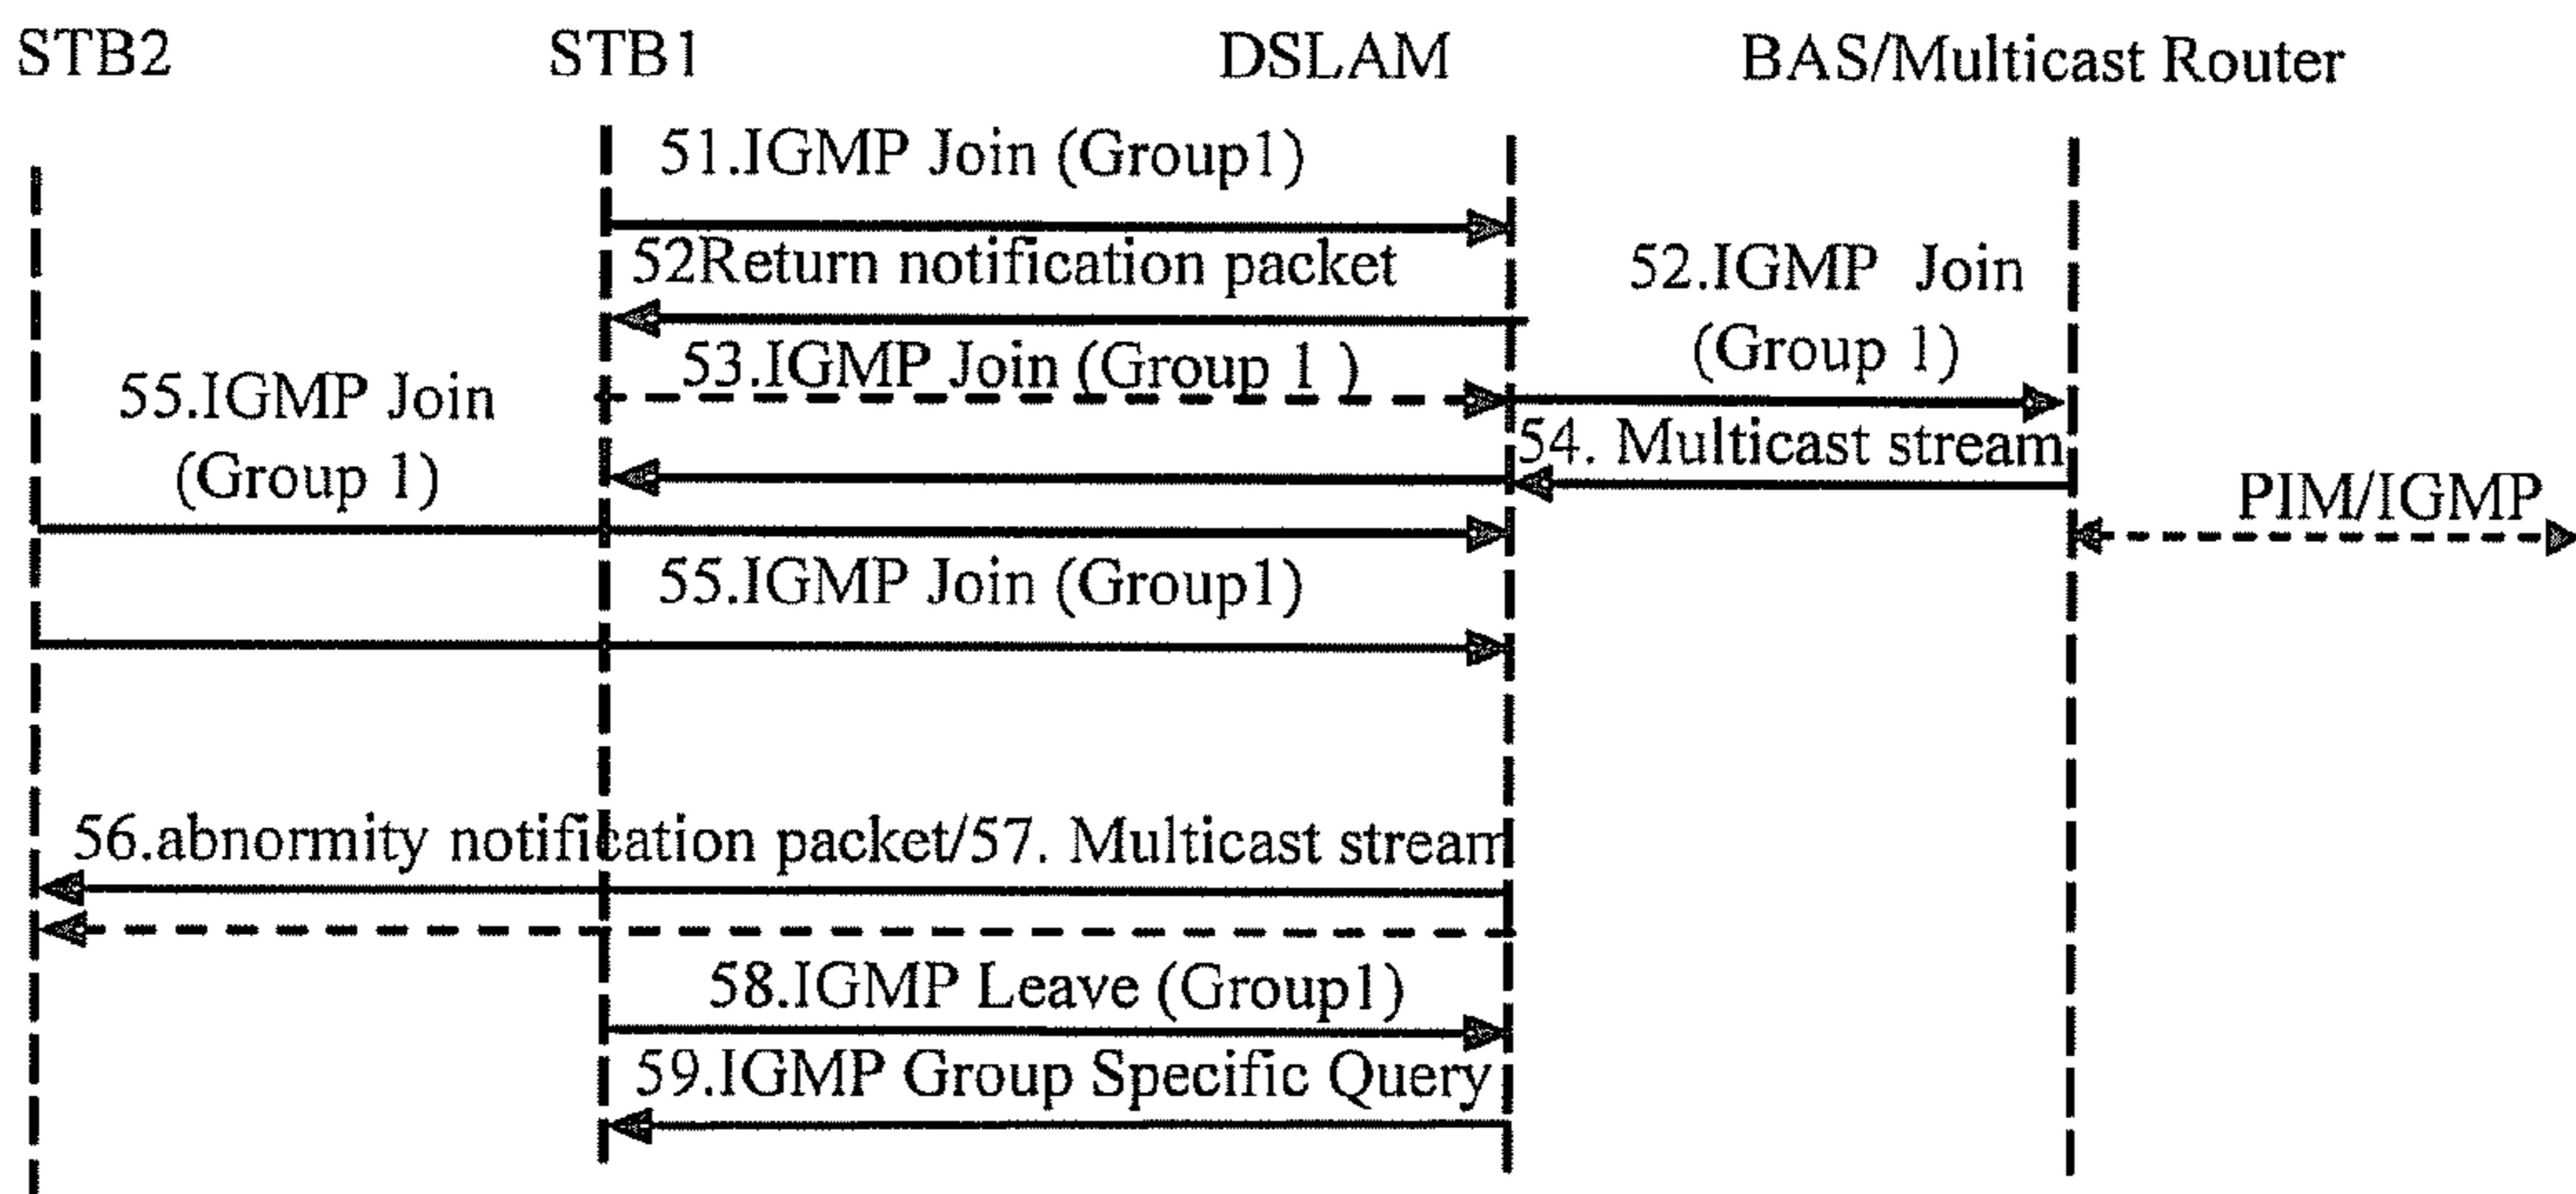 STB2 STB1 DSLAM BAS/Multicast Router
51.IGMP Join (Group1)
52Return notification packet
52.IGMP Join
(Group 1)
53.IGMP Join (Group 1 )
55.IGMP Join
(Group 1)
54. Multicast stream
PIM/IGMP
55.IGMP Join (Group1)
56.abnormity notification packet/57. Multicast stream
58.IGMP Leave (Group1)
59.IGMP Group Specific Query